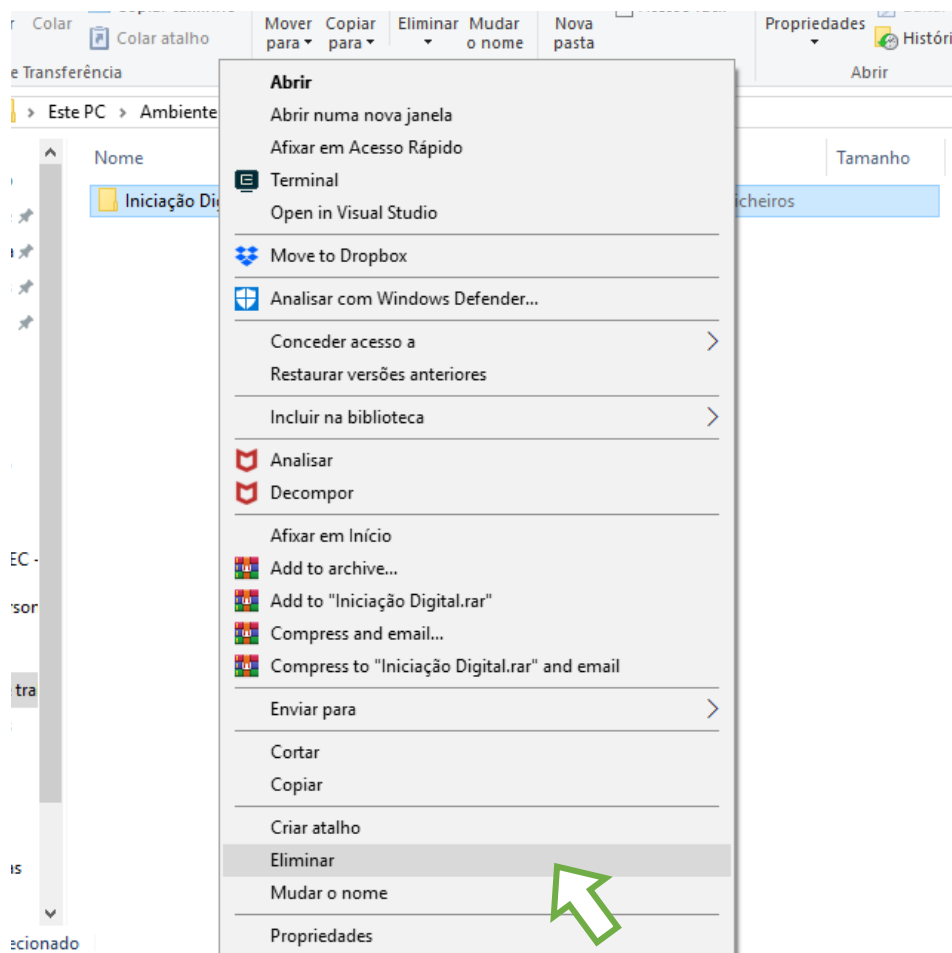 Colar
Colar atalho
Mover para
Copiar para
Eliminar
Mudar o nome
Nova pasta
Propriedades
e Transferência
Abrir
> Este PC > Ambiente
Nome
Tamanho
Iniciação
icheiros
Abrir
Abrir numa nova janela
Afixar em Acesso Rápido
Terminal
Open in Visual Studio
Move to Dropbox
Analisar com Windows Defender...
Conceder acesso a
Restaurar versões anteriores
Incluir na biblioteca
Analisar
Decompor
Afixar em Início
Add to archive...
Add to "Iniciação Digital.rar"
Compress and email...
Compress to "Iniciação Digital.rar" and email
Enviar para
Cortar
Copiar
Criar atalho
Eliminar
Mudar o nome
Propriedades
EC -
tra
ecionado